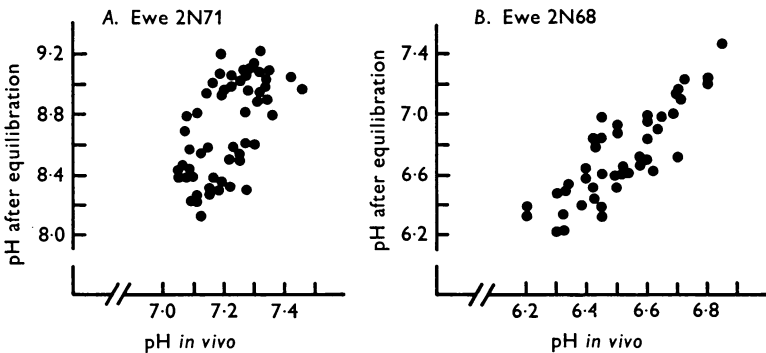 A. Ewe 2N71
B. Ewe 2N68
pH after equilibration
9·2
8·8
8·4
8·0
7·0
7·2
7·4
pH in vivo
pH after equilibration
7·4
7·0
6·6
6·2
6·2
6·4
6·6
6·8
pH in vivo